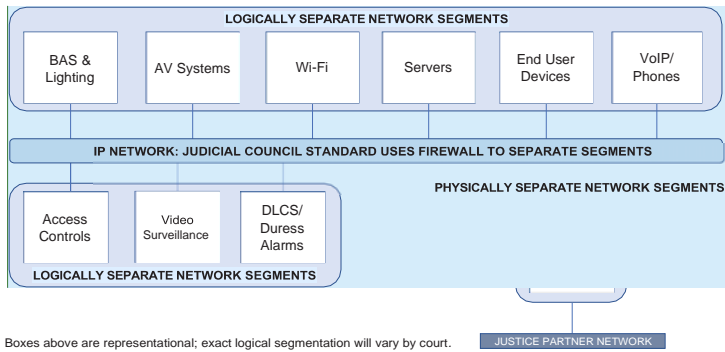 LOGICALLY SEPARATE NETWORK SEGMENTS
BAS &
Lighting
AV Systems
Wi-Fi
Servers
End User
Devices
VoIP/
Phones
IP NETWORK: JUDICIAL COUNCIL STANDARD USES FIREWALL TO SEPARATE SEGMENTS
PHYSICALLY SEPARATE NETWORK SEGMENTS
Access
Controls
Video
Surveillance
DLCS/
Duress
Alarms
LOGICALLY SEPARATE NETWORK SEGMENTS
Boxes above are representational; exact logical segmentation will vary by court.
JUSTICE PARTNER NETWORK